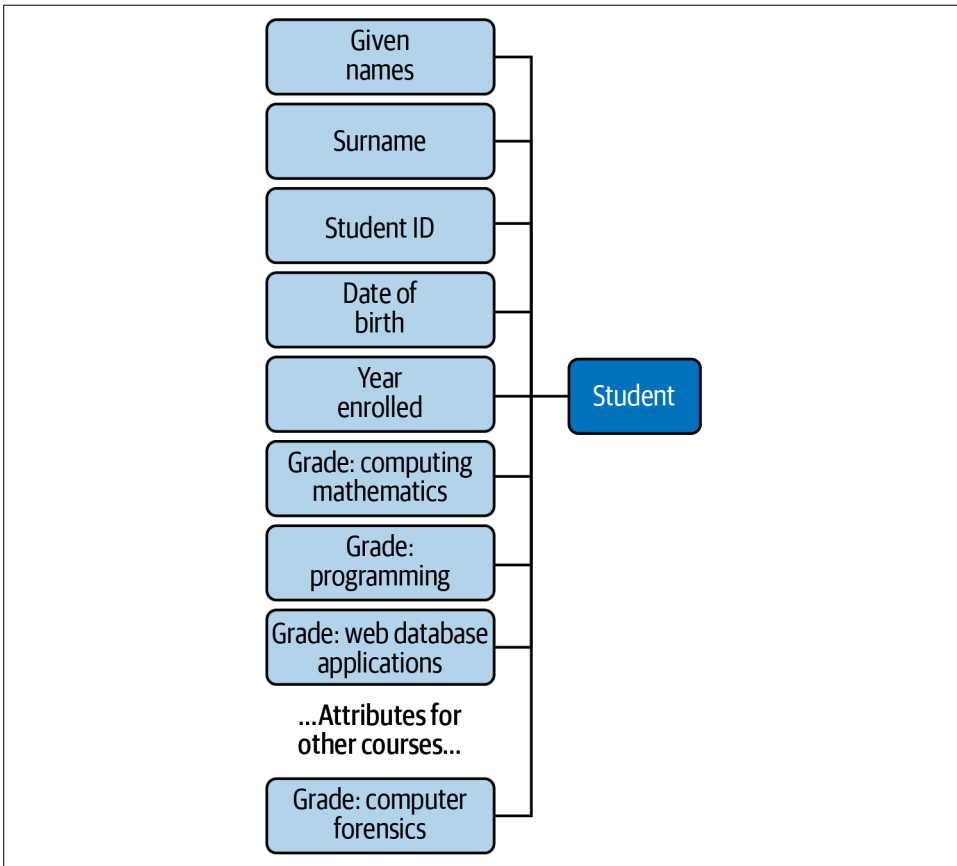 Given
names
Surname
Student ID
Date of
birth
Year
enrolled
Student
Grade: computing
mathematics
Grade:
programming
Grade: web database
applications
...Attributes for
other courses...
Grade: computer
forensics